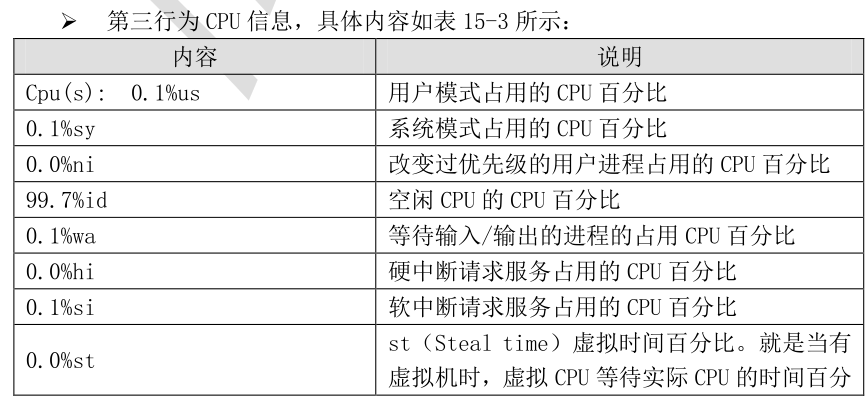 ➢ 第三行为 CPU 信息，具体内容如表 15-3 所示：
内容 说明
Cpu(s): 0.1%us 用户模式占用的 CPU 百分比
0.1%sy 系统模式占用的 CPU 百分比
0.0%ni 改变过优先级的用户进程占用的 CPU 百分比
99.7%id 空闲 CPU 的 CPU 百分比
0.1%wa 等待输入/输出的进程的占用 CPU 百分比
0.0%hi 硬中断请求服务占用的 CPU 百分比
0.1%si 软中断请求服务占用的 CPU 百分比
0.0%st st（Steal time）虚拟时间百分比。就是当有
虚拟机时，虚拟 CPU 等待实际 CPU 的时间百分